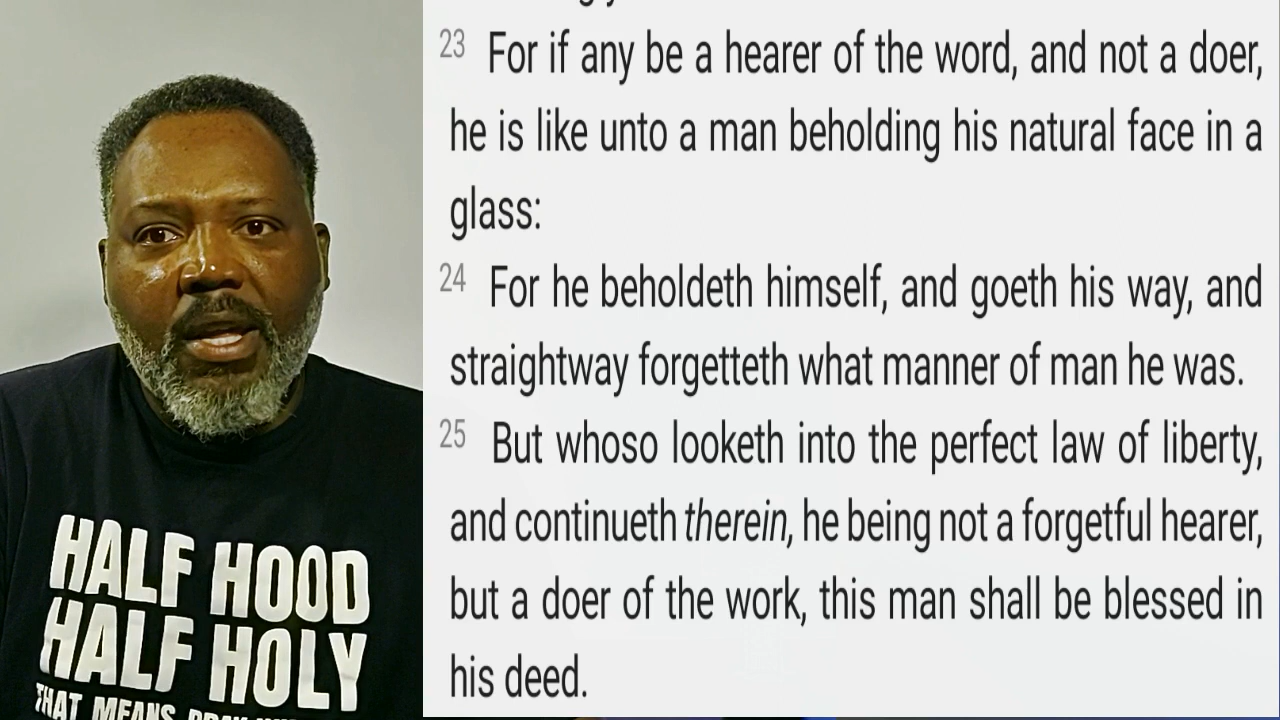 23 For if any be a hearer of the word, and not a doer,
he is like unto a man beholding his natural face in a
glass:
24 For he beholdeth himself, and goeth his way, and
straightway forgetteth what manner of man he was.
25 But whoso looketh into the perfect law of liberty,
and continueth therein, he being not a forgetful hearer,
but a doer of the work, this man shall be blessed in
his deed.
HALF HOOD
HALF HOLY
THAT MEANS PRAY